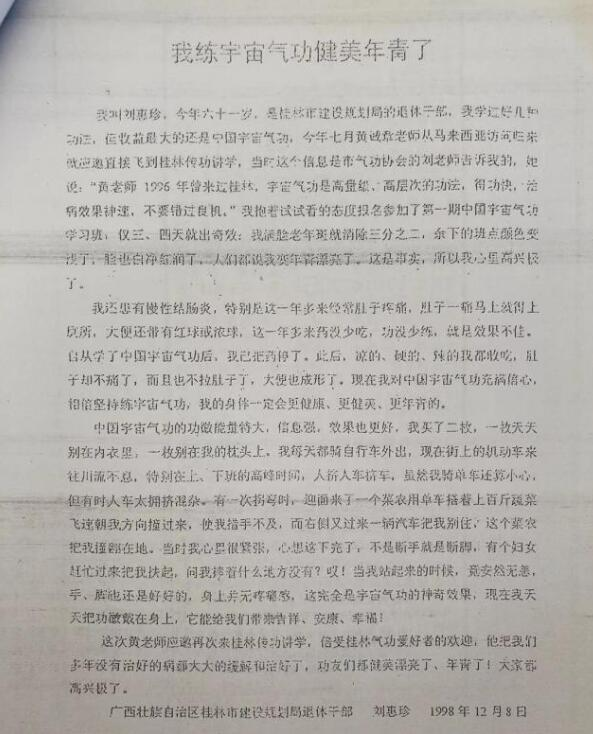 我练宇宙气功健美年青了
我叫刘惠珍，今年六十一岁，是桂林市建设规划局的退休干部，我学过好几种
功法，但收益最大的还是中国宇宙气功，今年七月黄诚意老师从马来西亚访问归来
就应邀直接飞到桂林传功讲学，当时这个信息是市气功协会的刘老师告诉我的，她
说："黄老师 1996 年曾来过桂林，宇宙气功是高量级、高层次的功法，得功快，治
病效果神速，不要错过良机。"我抱着试试看的态度报名参加了第一期中国宇宙气功
学习班，仅三、四天就出奇效：我满脸老年斑就消除三分之二，余下的斑点颜色变
浅了，脸也白净红润了，人们都说我变年青漂亮了。这是事实，所以我心里高兴极
了。
我还患有慢性结肠炎，特别是这一年多来经常肚子疼痛，肚子一痛马上就得上
厕所，大便还带有红球或浓球，这一年多来药没少吃，功没少练，就是效果不佳。
自从学了中国宇宙气功后，我已把药停了。此后，凉的、硬的、辣的我都敢吃，肚
子却不痛了，而且也不拉肚子了，大便也成形了。现在我对中国宇宙气功充满信心，
相信坚持练宇宙气功，我的身体一定会更健康、更健美、更年青的。
中国宇宙气功的功徽能量特大，信息强，效果也更好，我买了二枚，一枚天天
别在内衣里，一枚别在我的枕头上。我每天都骑自行车外出，现在街上的机动车来
往川流不息，特别在上、下班的高峰时间，人挤人车挤车，虽然我骑单车还算小心，
但有时人车太拥挤混杂。有一次拐弯时，迎面来了一个菜农用单车搭着上百斤蔬菜
飞速朝我方向撞过来，使我措手不及，而右侧又过来一辆汽车把我别住，这个菜农
把我撞翻在地。当时我心里很紧张，心想这下完了，不是断手就是断脚，有个妇女
赶忙过来把我扶起，问我撞着什么地方没有？哎！当我站起来的时候，竟安然无恙，
手、脚也还是好好的，身上并无疼痛感，这完全是宇宙气功的神奇效果，现在我天
天把功徽戴在身上，它能给我们带来吉祥、安康、幸福！
这次黄老师应邀再次来桂林传功讲学，倍受桂林气功爱好者的欢迎，他把我们
多年没有治好的病都大大的缓解和治好了，功友们都健美漂亮了、年青了！大家都
高兴极了。
广西壮族自治区桂林市建设规划局退休干部 刘惠珍 1998 年 12 月 8 日